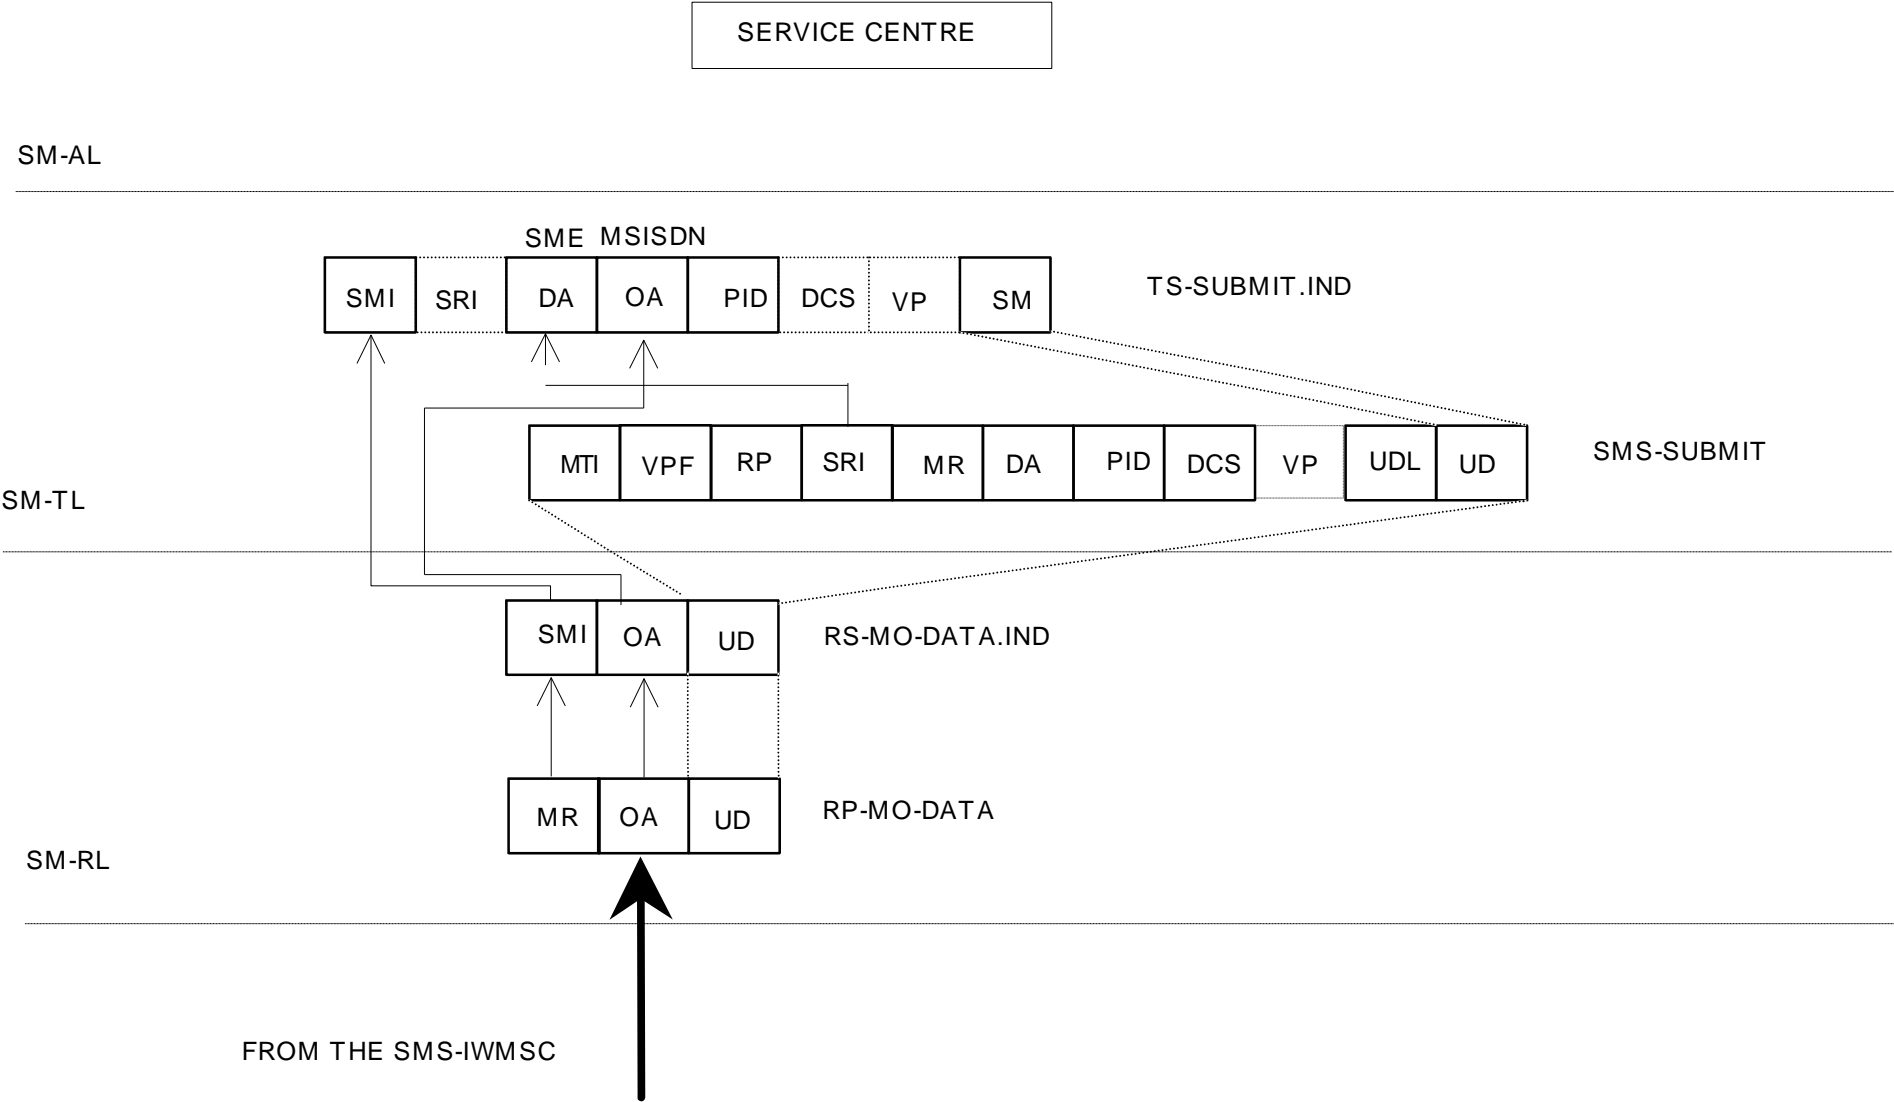 SERVICE CENTRE
SM-AL
SME MSISDN
SMI SRI DA OA PID DCS VP SM TS-SUBMIT.IND
MTI VPF RP SRI MR DA PID DCS VP UDL UD SMS-SUBMIT
SM-TL
SMI OA UD RS-MO-DATA.IND
MR OA UD RP-MO-DATA
SM-RL
FROM THE SMS-IWMSC